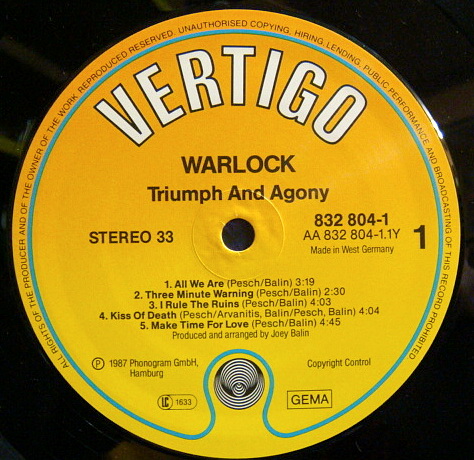 ALL RIGHTS OF THE PRODUCER AND OF THE OWNER OF THE WORK REPRODUCED RESERVED. UNAUTHORISED COPYING, HIRING, LENDING, PUBLIC PERFORMANCE AND BROADCASTING OF THIS RECORD PROHIBITED
VERTIGO
WARLOCK
Triumph And Agony
STEREO 33
832 804-1
AA 832 804-1.1Y
Made in West Germany
1
1. All We Are (Pesch/Balin) 3:19
2. Three Minute Warning (Pesch/Balin) 2:30
3. I Rule The Ruins (Pesch/Balin) 4:03
4. Kiss Of Death (Pesch/Arvanitis, Balin/Pesch, Balin) 4:04
5. Make Time For Love (Pesch/Balin) 4:45
Produced and arranged by Joey Balin
Ⓟ 1987 Phonogram GmbH,
Hamburg
Copyright Control
LC 1633
GEMA